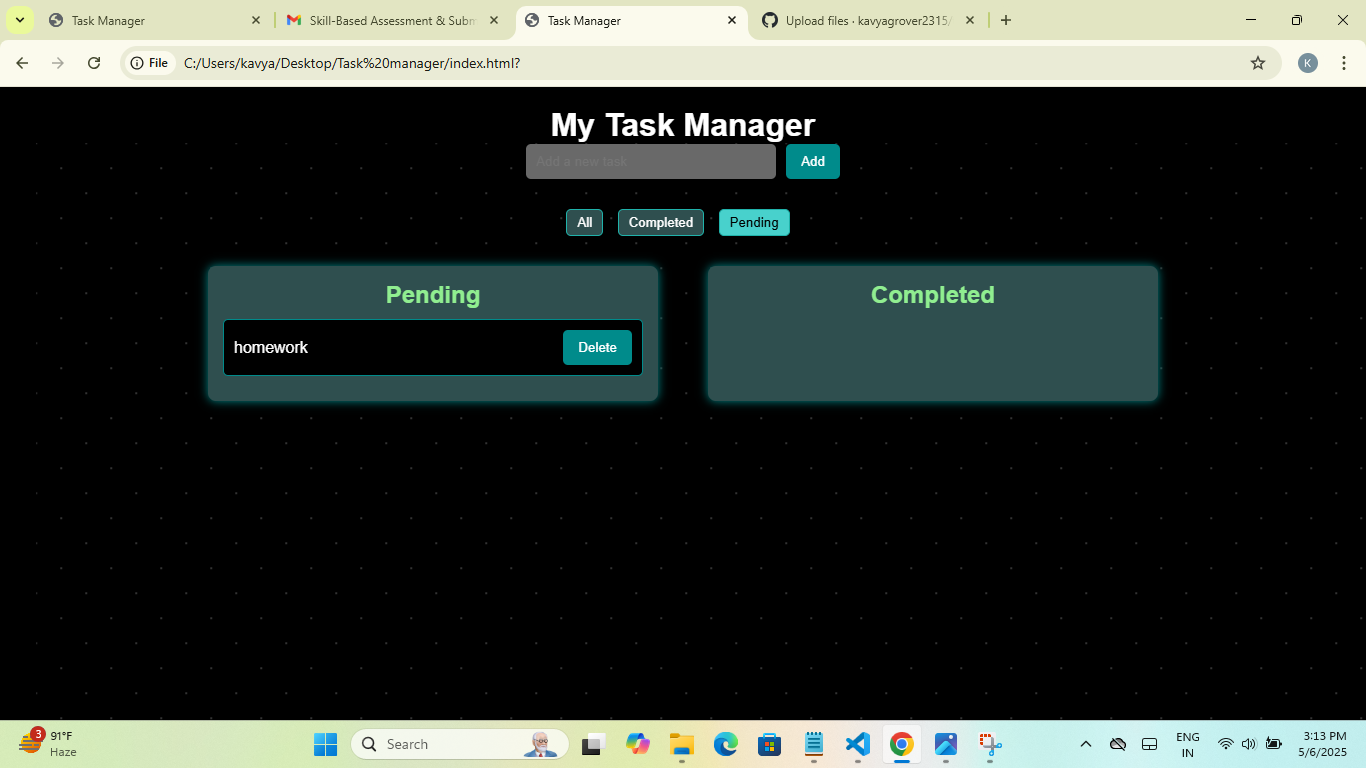 Task Manager
Skill-Based Assessment & Subm
Task Manager
Upload files · kavyagrover2315/
File
C:/Users/kavya/Desktop/Task%20manager/index.html?
K
My Task Manager
Add a new task
Add
All
Completed
Pending
Pending
Completed
homework
Delete
3
91°F
Haze
Search
ENG
IN
3:13 PM
5/6/2025